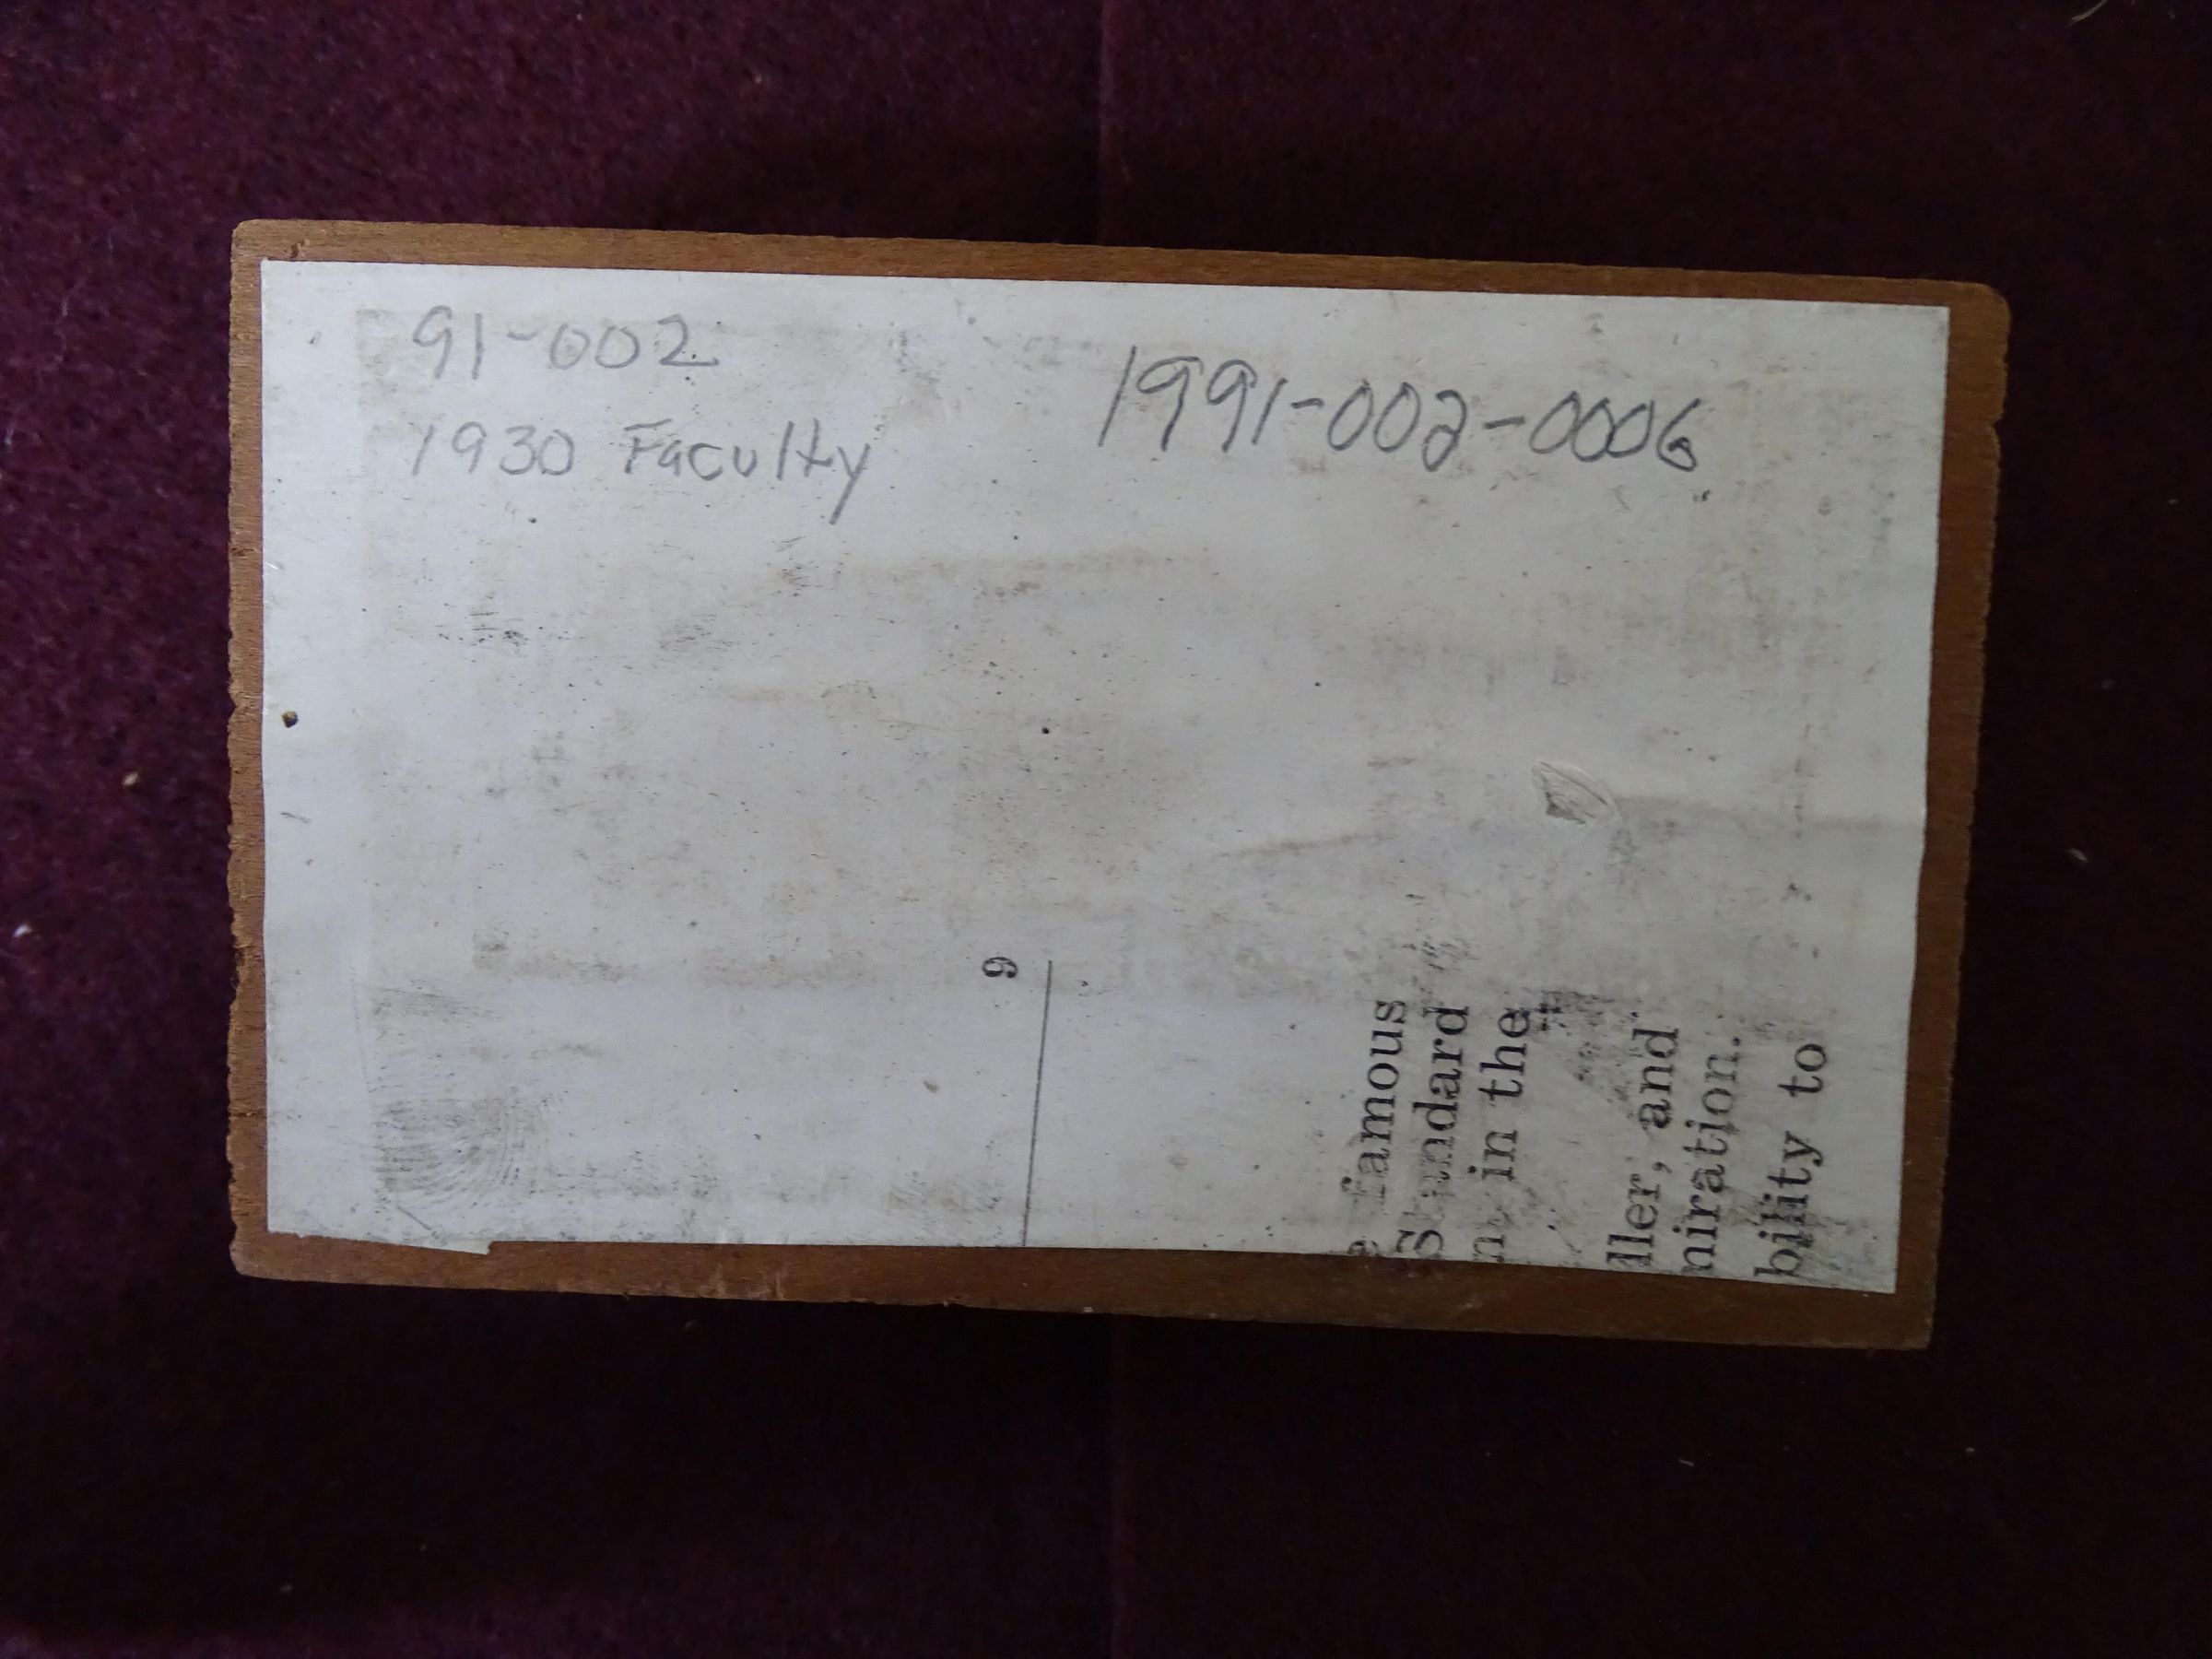 91-002
1930 Faculty
1991-002-0006
9
e famous
Standard
in the
ller, and
niration.
bility to